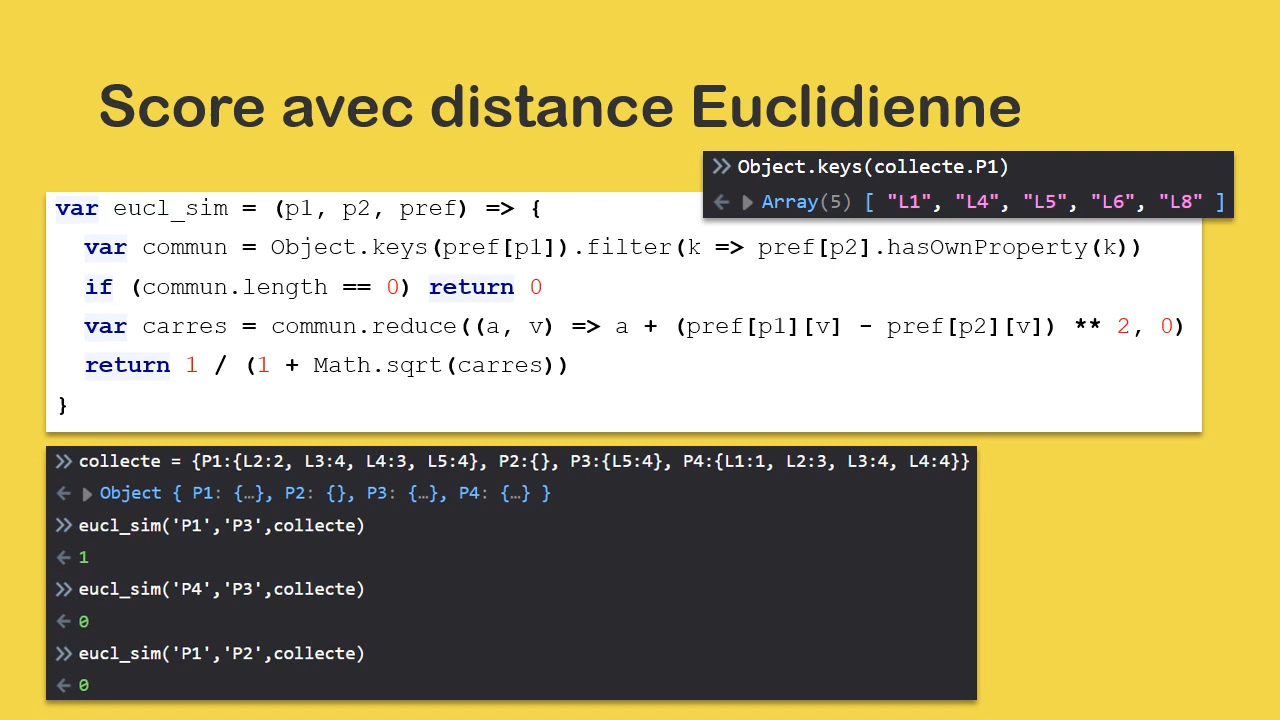 Score avec distance Euclidienne
Object.keys(collecte.P1)
Array(5) [ "L1", "L4", "L5", "L6", "L8" ]
var eucl_sim = (p1, p2, pref) => {
var commun = Object.keys(pref[p1]).filter(k => pref[p2].hasOwnProperty(k))
if (commun.length == 0) return 0
var carres = commun.reduce((a, v) => a + (pref[p1][v] - pref[p2][v]) ** 2, 0)
return 1 / (1 + Math.sqrt(carres))
}
collecte = {P1:{L2:2, L3:4, L4:3, L5:4}, P2:{}, P3:{L5:4}, P4:{L1:1, L2:3, L3:4, L4:4}}
Object { P1: {…}, P2: {}, P3: {…}, P4: {…} }
eucl_sim('P1','P3',collecte)
1
eucl_sim('P4','P3',collecte)
0
eucl_sim('P1','P2',collecte)
0